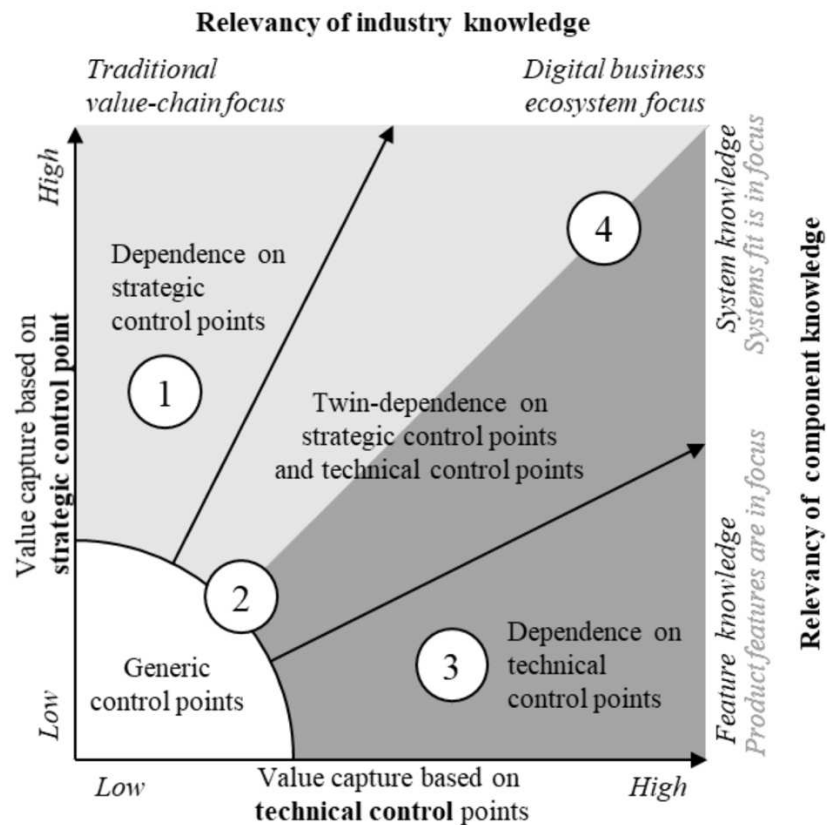 Relevancy of industry knowledge
Traditional
value-chain focus
Digital business
ecosystem focus
High
Low
Value capture based on
strategic control point
Dependence on
strategic
control points
1
4
Twin-dependence on
strategic control points
and technical control points
2
3
Generic
control points
Dependence on
technical
control points
System knowledge
Systems fit is in focus
Feature knowledge
Product features are in focus
Relevancy of component knowledge
Low
Value capture based on
technical control points
High